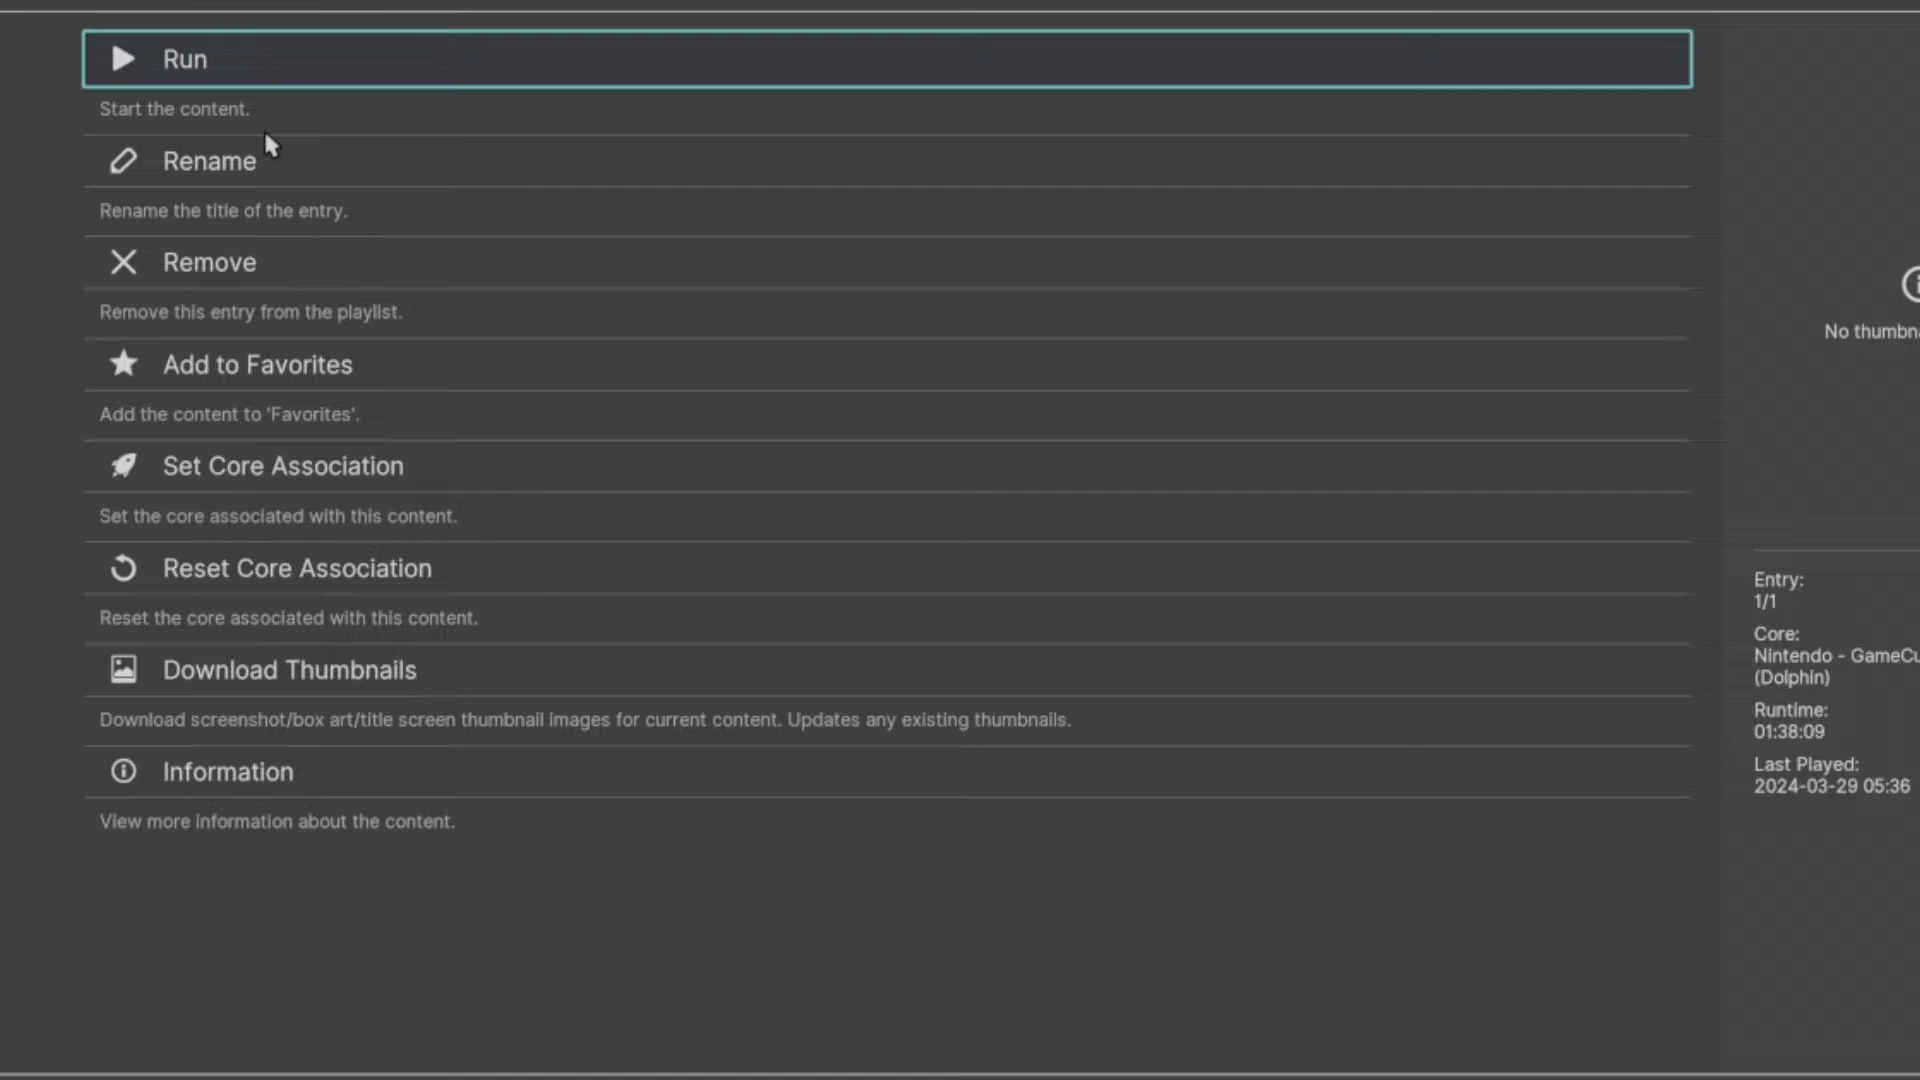 Run
Start the content.
Rename
Rename the title of the entry.
Remove
Remove this entry from the playlist.
Add to Favorites
Add the content to 'Favorites'.
Set Core Association
Set the core associated with this content.
Reset Core Association
Reset the core associated with this content.
Download Thumbnails
Download screenshot/box art/title screen thumbnail images for current content. Updates any existing thumbnails.
Information
View more information about the content.
No
Entry:
1/1
Core:
Nintendo -
(Dolphin)
Runtime:
01:38:09
Last Played:
2024-03-29 05:36